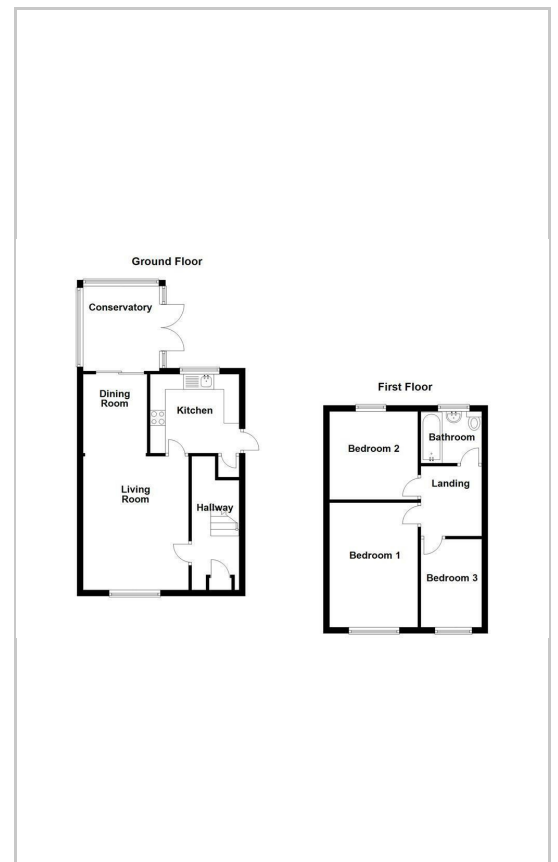 Ground Floor
Conservatory
Dining
Room
Kitchen
Living
Room
Hallway
First Floor
Bedroom 2
Bathroom
Landing
Bedroom 1
Bedroom 3